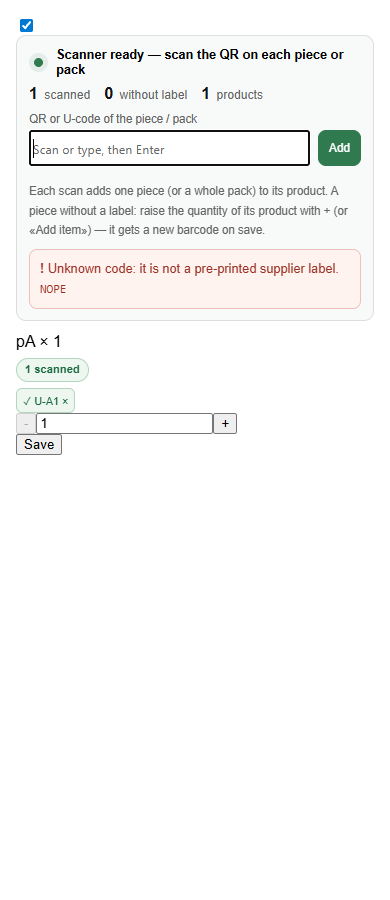 Scanner ready — scan the QR on each piece or
pack
1 scanned 0 without label 1 products
QR or U-code of the piece / pack
Scan or type, then Enter
Add
Each scan adds one piece (or a whole pack) to its product. A
piece without a label: raise the quantity of its product with + (or
«Add item») — it gets a new barcode on save.
! Unknown code: it is not a pre-printed supplier label.
NOPE
pA × 1
1 scanned
✓ U-A1 ×
- 1 +
Save